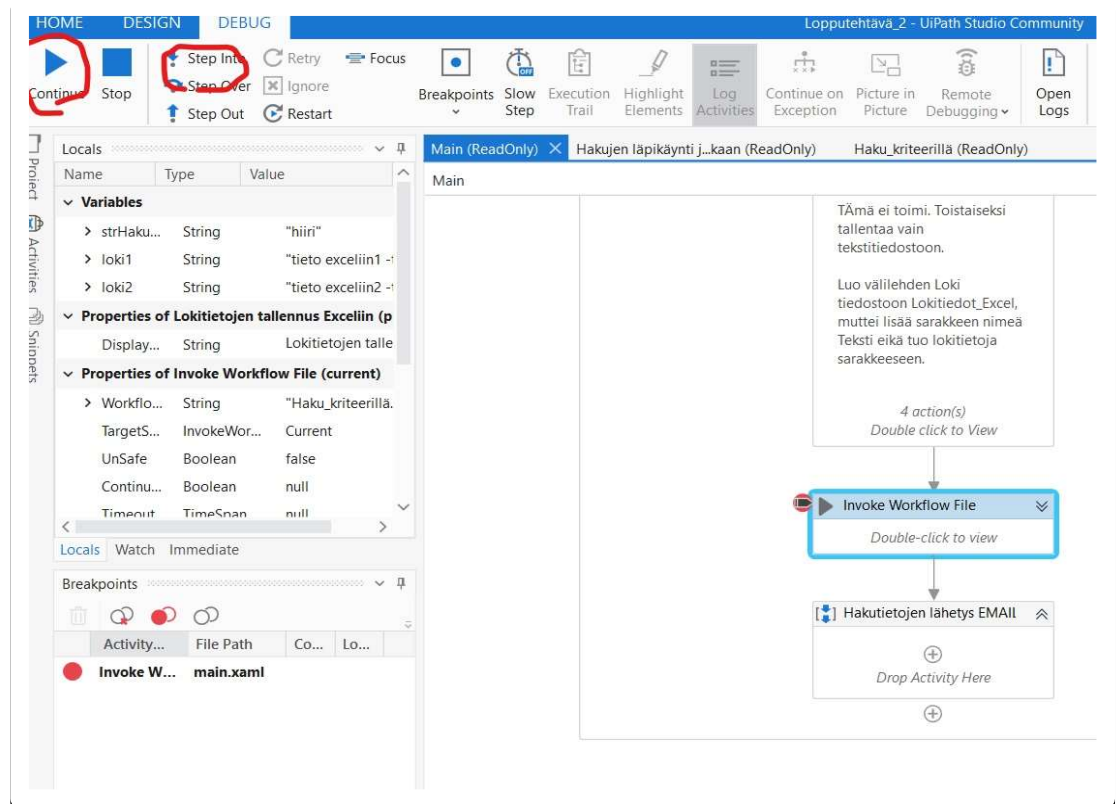 HOME DESIGN DEBUG Lopputehtävä_2 - UiPath Studio Community
Continue Stop
Step Into
Step Over
Step Out
Retry
Ignore
Restart
Focus
Breakpoints
Slow Step
Execution Trail
Highlight Elements
Log Activities
Continue on Exception
Picture in Picture
Remote Debugging
Open Logs
Project
Activities
Snippets
Locals
Name Type Value
Variables
strHaku... String "hiiri"
loki1 String "tieto exceliin1 -
loki2 String "tieto exceliin2 -
Properties of Lokitietojen tallennus Exceliin (p
Display... String Lokitietojen talle
Properties of Invoke Workflow File (current)
Workflo... String "Haku_kriteerillä.
TargetS... InvokeWor... Current
UnSafe Boolean false
Continu... Boolean null
Timeout TimeSpan null
Locals Watch Immediate
Breakpoints
Activity... File Path Co... Lo...
Invoke W... main.xaml
Main (ReadOnly) Hakujen läpikäynti j...kaan (ReadOnly) Haku_kriteerillä (ReadOnly)
Main
TÄmä ei toimi. Toistaiseksi
tallentaa vain
tekstitiedostoon.
Luo välilehden Loki
tiedostoon Lokitiedot_Excel,
muttei lisää sarakkeen nimeä
Teksti eikä tuo lokitietoja
sarakkeeseen.
4 action(s)
Double click to View
Invoke Workflow File
Double-click to view
Hakutietojen lähetys EMAIL
Drop Activity Here